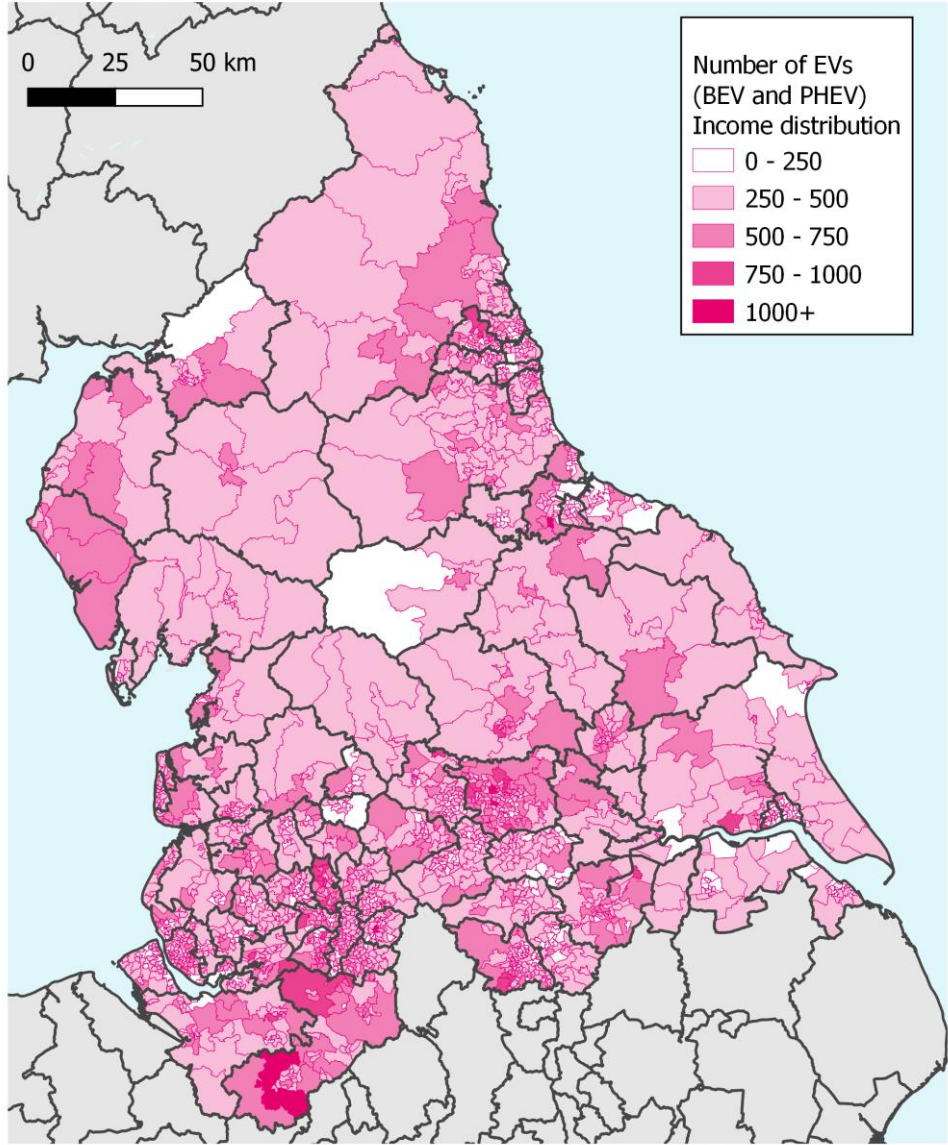 0 25 50 km
Number of EVs
(BEV and PHEV)
Income distribution
0 - 250
250 - 500
500 - 750
750 - 1000
1000+